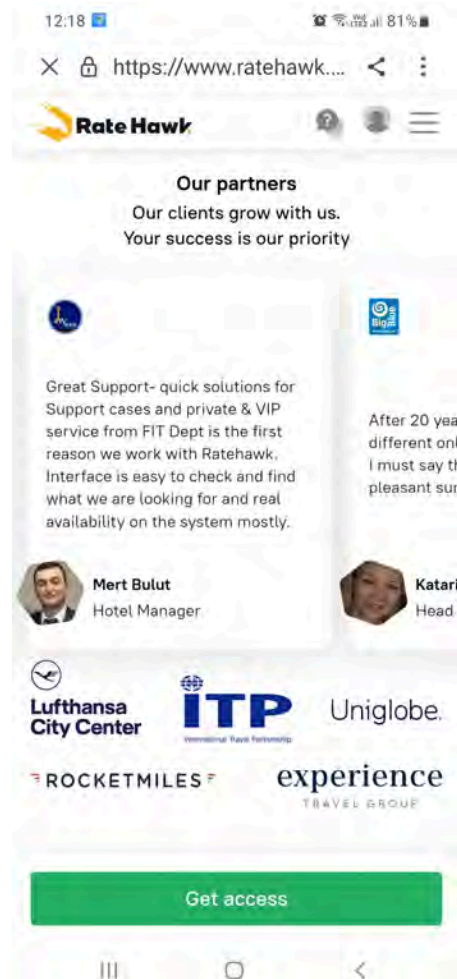 12:18
81%
https://www.ratehawk....
Rate Hawk
Our partners
Our clients grow with us.
Your success is our priority
Great Support- quick solutions for
Support cases and private & VIP
service from FIT Dept is the first
reason we work with Ratehawk.
Interface is easy to check and find
what we are looking for and real
availability on the system mostly.
Mert Bulut
Hotel Manager
Big Blue
After 20 yea
different onl
I must say th
pleasant sur
Katari
Head
Lufthansa
City Center
iTP
International Travel Partnership
Uniglobe.
ROCKETMILES
experience
TRAVEL GROUP
Get access